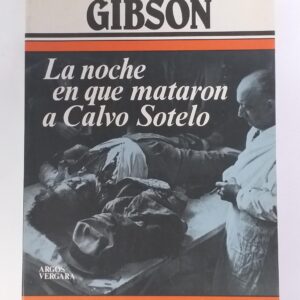 GIBSON
La noche
en que mataron
a Calvo Sotelo
ARGOS
VERGARA